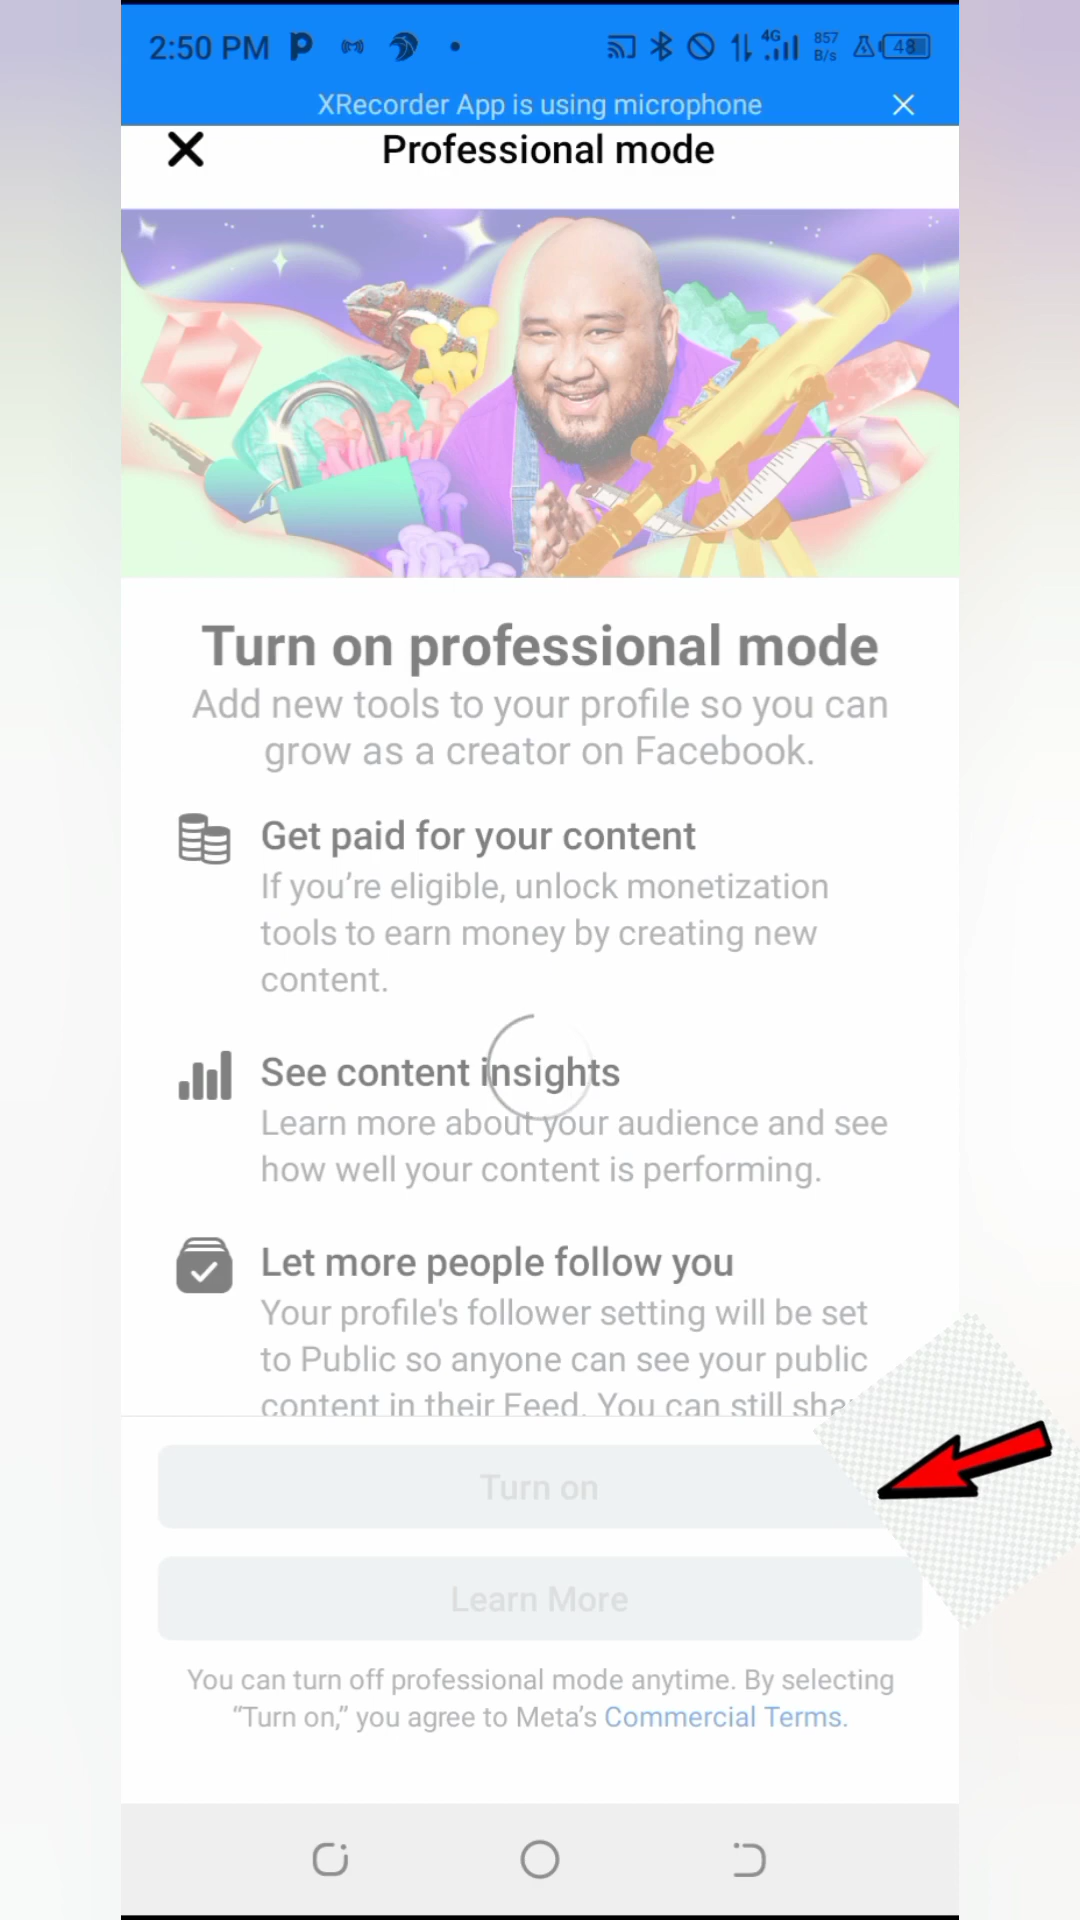 2:50 PM
4G
857
B/s
48
XRecorder App is using microphone
Professional mode
Turn on professional mode
Add new tools to your profile so you can
grow as a creator on Facebook.
Get paid for your content
If you’re eligible, unlock monetization
tools to earn money by creating new
content.
See content insights
Learn more about your audience and see
how well your content is performing.
Let more people follow you
Your profile's follower setting will be set
to Public so anyone can see your public
content in their Feed. You can still
Turn on
Learn More
You can turn off professional mode anytime. By selecting
“Turn on,” you agree to Meta’s Commercial Terms.